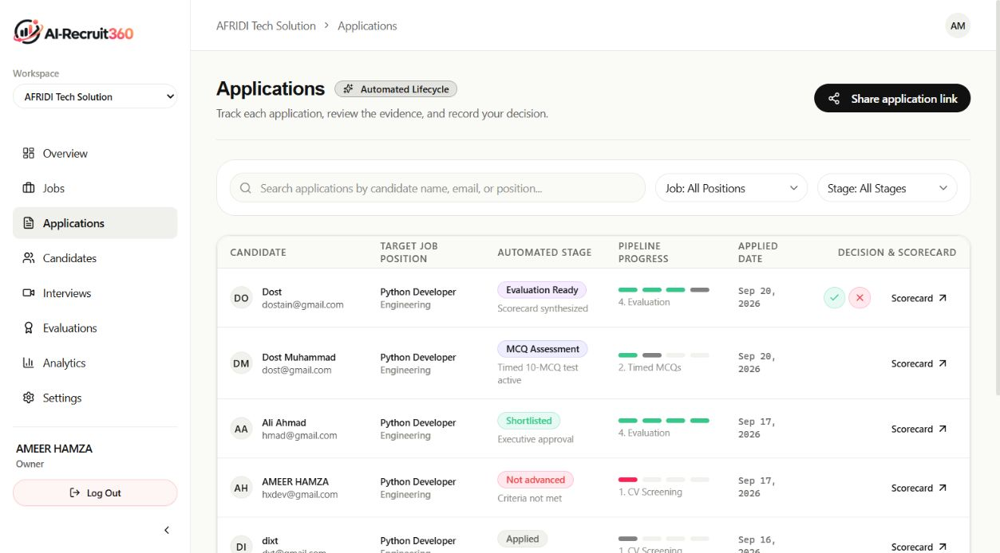 AI-Recruit360
Workspace
AFRIDI Tech Solution
Overview
Jobs
Applications
Candidates
Interviews
Evaluations
Analytics
Settings
AMEER HAMZA
Owner
Log Out
AFRIDI Tech Solution > Applications
AM
Applications
Automated Lifecycle
Track each application, review the evidence, and record your decision.
Share application link
Search applications by candidate name, email, or position...
Job: All Positions
Stage: All Stages
CANDIDATE
TARGET JOB
POSITION
AUTOMATED STAGE
PIPELINE
PROGRESS
APPLIED
DATE
DECISION & SCORECARD
DO
Dost
dostain@gmail.com
Python Developer
Engineering
Evaluation Ready
Scorecard synthesized
4. Evaluation
Sep 20,
2026
Scorecard
DM
Dost Muhammad
dost@gmail.com
Python Developer
Engineering
MCQ Assessment
Timed 10-MCQ test
active
2. Timed MCQs
Sep 20,
2026
Scorecard
AA
Ali Ahmad
hmad@gmail.com
Python Developer
Engineering
Shortlisted
Executive approval
4. Evaluation
Sep 17,
2026
Scorecard
AH
AMEER HAMZA
hxdev@gmail.com
Python Developer
Engineering
Not advanced
Criteria not met
1. CV Screening
Sep 17,
2026
Scorecard
DI
dixt
Python Developer
Engineering
Applied
1. CV Screening
Sep 16,
2026
Scorecard